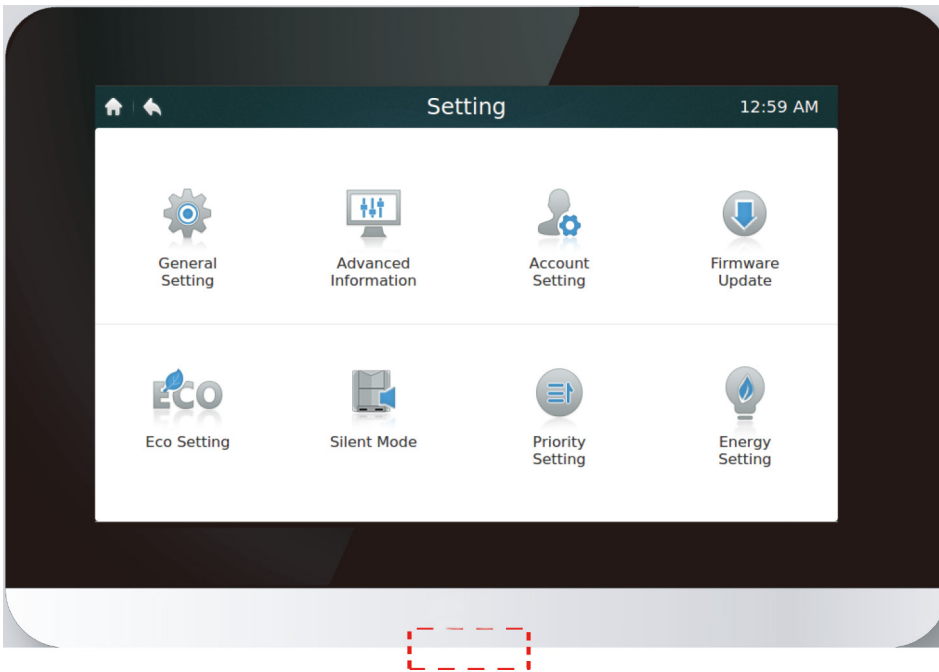 Setting
12:59 AM
General
Setting
Advanced
Information
Account
Setting
Firmware
Update
ECO
Eco Setting
Silent Mode
Priority
Setting
Energy
Setting